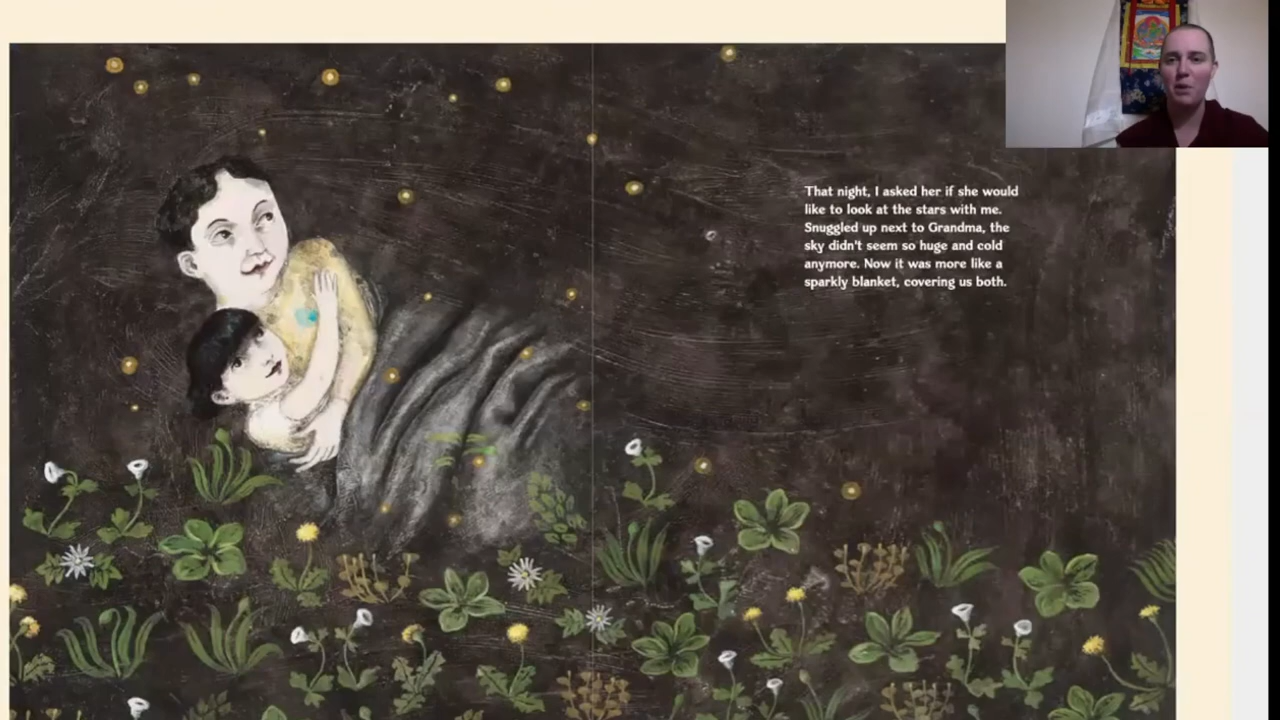 That night, I asked her if she would
like to look at the stars with me.
Snuggled up next to Grandma, the
sky didn't seem so huge and cold
anymore. Now it was more like a
sparkly blanket, covering us both.